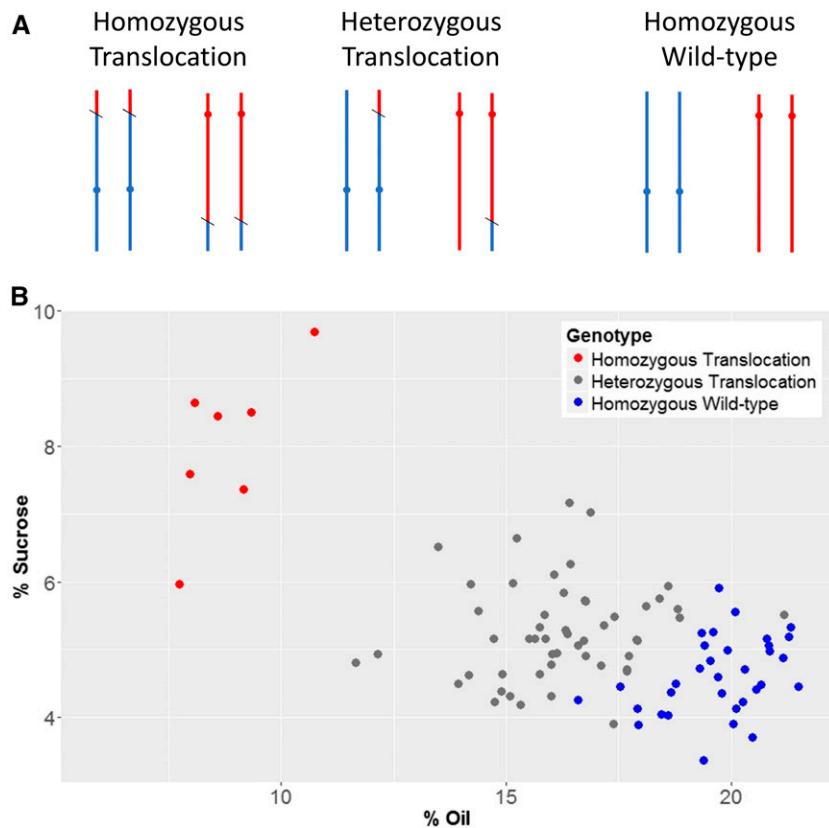 A
Homozygous
Translocation
Heterozygous
Translocation
Homozygous
Wild-type
B
10
8
6
4
% Sucrose
Genotype
Homozygous Translocation
Heterozygous Translocation
Homozygous Wild-type
10
15
20
% Oil